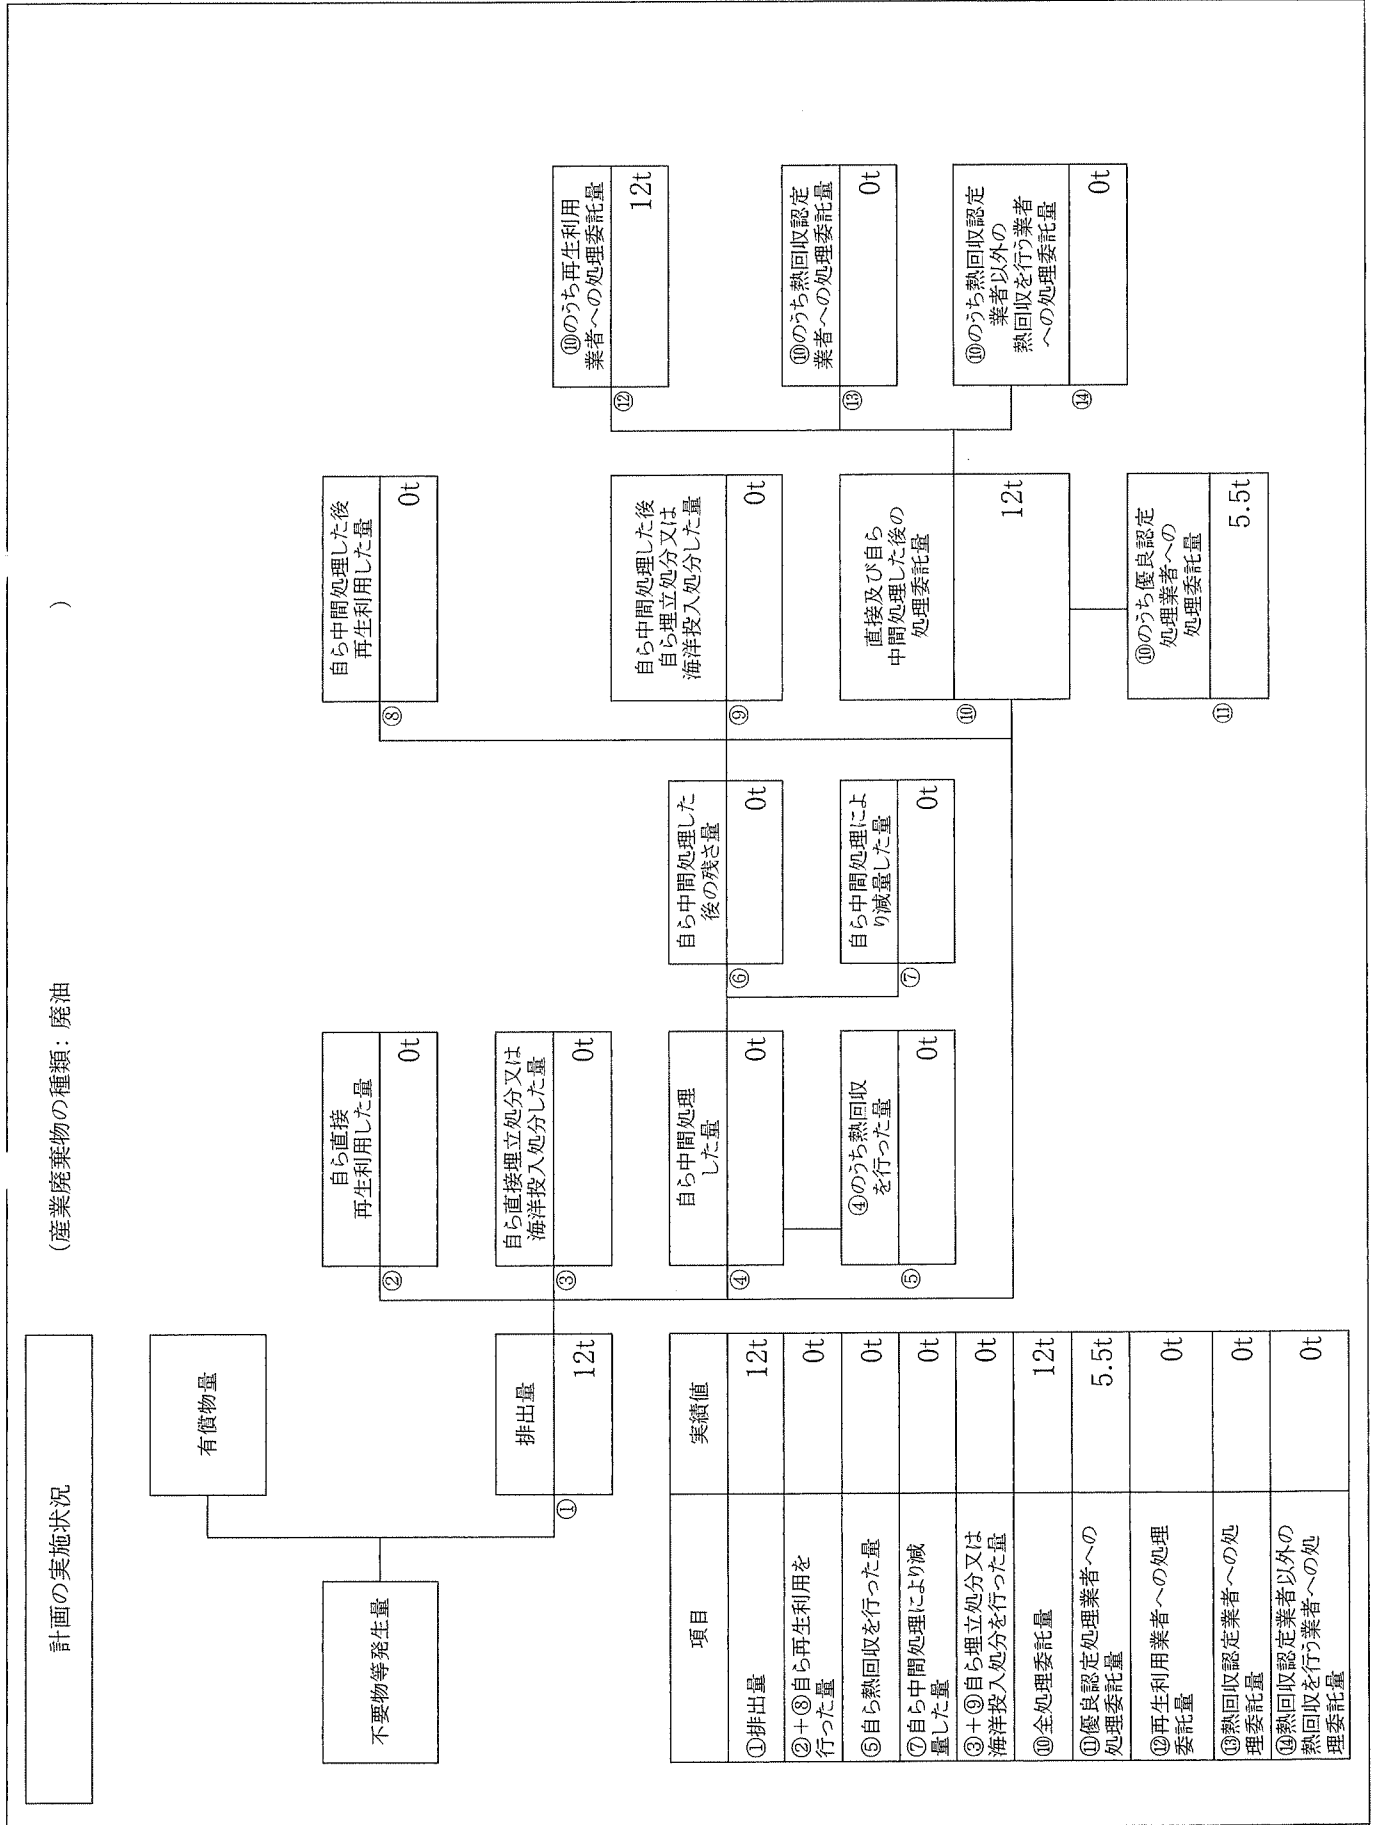 計画の実施状況
(産業廃棄物の種類：廃油　　　　　　　　)
不要物等発生量
有償物量
①
排出量
12t
②
自ら直接
再生利用した量
0t
③
自ら直接埋立処分又は
海洋投入処分した量
0t
④
自ら中間処理
した量
0t
⑤
④のうち熱回収
を行った量
0t
⑥
自ら中間処理した
後の残さ量
0t
⑦
自ら中間処理によ
り減量した量
0t
⑧
自ら中間処理した後
再生利用した量
0t
⑨
自ら中間処理した後
自ら埋立処分又は
海洋投入処分した量
0t
⑩
直接及び自ら
中間処理した後の
処理委託量
12t
⑪
⑩のうち優良認定
処理業者への
処理委託量
5.5t
⑫
⑩のうち再生利用
業者への処理委託量
12t
⑬
⑩のうち熱回収認定
業者への処理委託量
0t
⑭
⑩のうち熱回収認定
業者以外の
熱回収を行う業者
への処理委託量
0t
項目 実績値
①排出量 12t
②＋⑧自ら再生利用を
行った量 0t
⑤自ら熱回収を行った量 0t
⑦自ら中間処理により減
量した量 0t
③＋⑨自ら埋立処分又は
海洋投入処分を行った量 0t
⑩全処理委託量 12t
⑪優良認定処理業者への
処理委託量 5.5t
⑫再生利用業者への処理
委託量 0t
⑬熱回収認定業者への処
理委託量 0t
⑭熱回収認定業者以外の
熱回収を行う業者への処
理委託量 0t